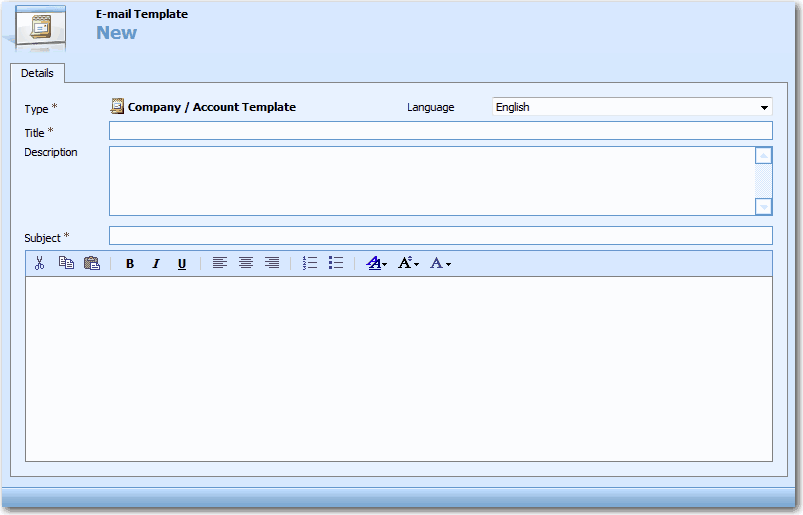 E-mail Template
New
Details
Type * Company / Account Template Language English
Title *
Description
Subject *
B I U A A A